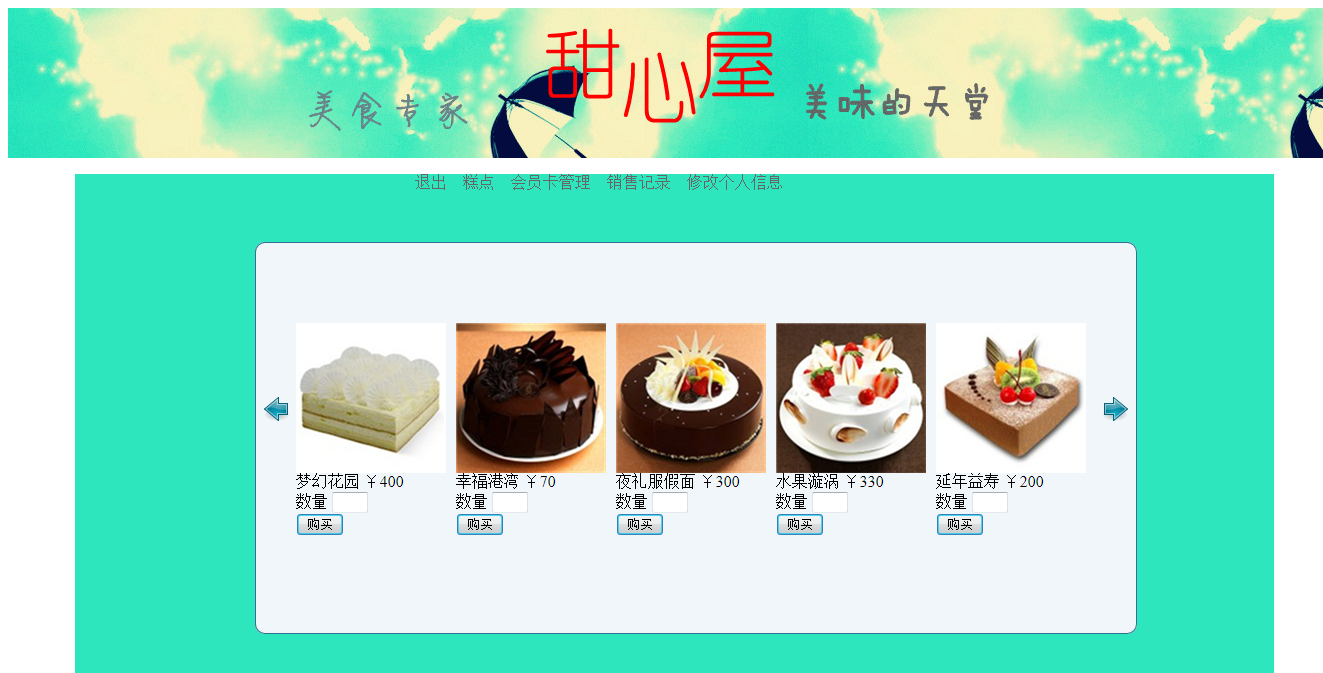 甜心屋
美食专家
美味的天堂
退出 糕点 会员卡管理 销售记录 修改个人信息
梦幻花园 ￥400
数量
购买
幸福港湾 ￥70
数量
购买
夜礼服假面 ￥300
数量
购买
水果漩涡 ￥330
数量
购买
延年益寿 ￥200
数量
购买